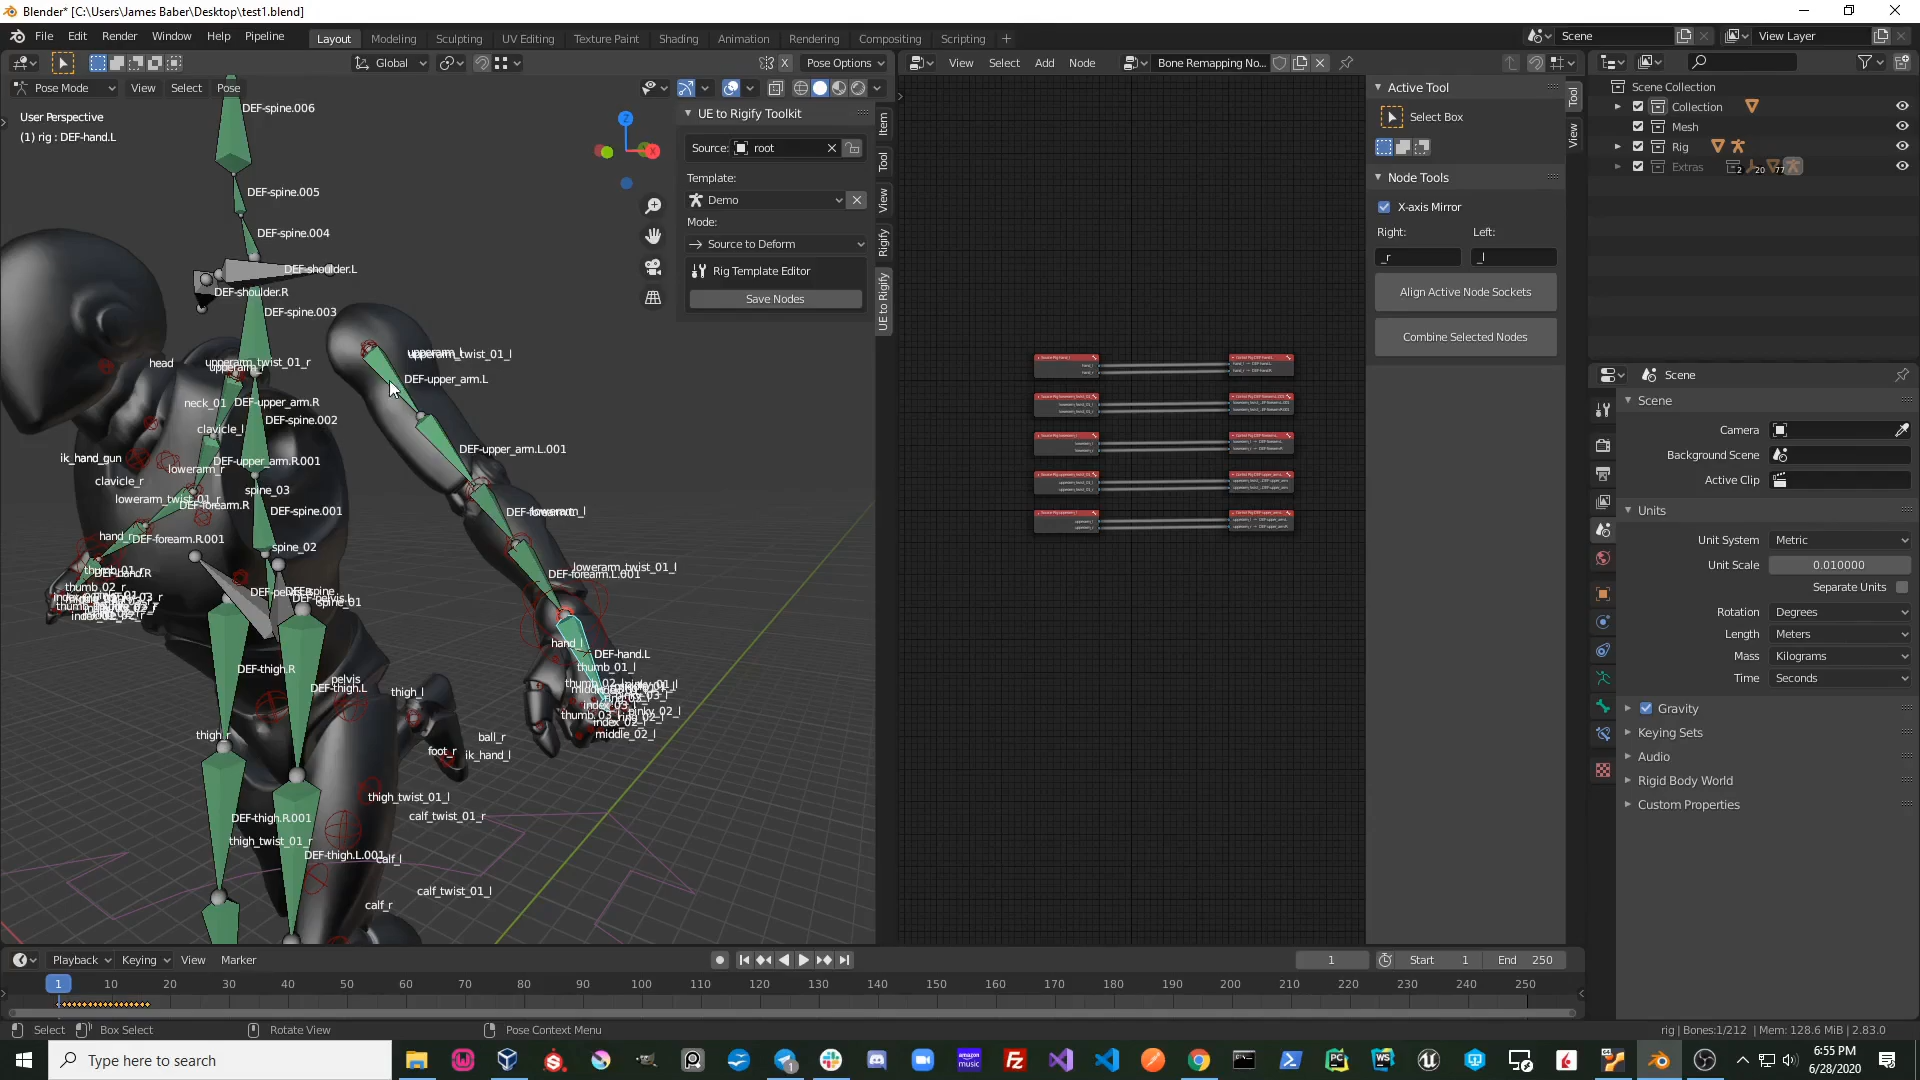 Blender* [C:\Users\James Baber\Desktop\test1.blend]
File Edit Render Window Help Pipeline
Layout Modeling Sculpting UV Editing Texture Paint Shading Animation Rendering Compositing Scripting +
Scene View Layer
Global Pose Options
View Select Add Node Bone Remapping No...
Pose Mode View Select Pose
User Perspective
(1) rig : DEF-hand.L
UE to Rigify Toolkit
Source: root
Template:
Demo
Mode:
Source to Deform
Rig Template Editor
Save Nodes
Item
Tool
View
Rigify
UE to Rigify
DEF-spine.006
DEF-spine.005
DEF-spine.004
DEF-shoulder.L
DEF-shoulder.R
DEF-spine.003
head
upperarm_twist_01_r
upperarm_twist_01_l
DEF-upper_arm.L
neck_01
DEF-upper_arm.R
DEF-spine.002
clavicle_l
DEF-upper_arm.L.001
ik_hand_gun
DEF-upper_arm.R.001
lowerarm_r
clavicle_r
spine_03
lowerarm_twist_01_r
DEF-forearm.R
DEF-spine.001
lowerarm_l
hand_r
DEF-forearm.R.001
spine_02
lowerarm_twist_01_l
DEF-forearm.L.001
thumb_01_r
DEF-hand.R
thumb_02_r
spine_01
hand_l
DEF-hand.L
thumb_01_l
DEF-thigh.R
pelvis
DEF-thigh.L
thigh_l
index_03_l
thumb_03_l
index_02_l
pinky_02_l
middle_02_l
thigh_r
ball_r
foot_r
ik_hand_l
thigh_twist_01_l
DEF-thigh.R.001
calf_twist_01_r
thigh_twist_01_r
DEF-thigh.L.001
calf_l
calf_twist_01_l
calf_r
Active Tool
Select Box
Node Tools
X-axis Mirror
Right: Left:
_r _l
Align Active Node Sockets
Combine Selected Nodes
Tool
View
Scene Collection
Collection
Mesh
Rig
Extras 2 20 77
Scene
Scene
Camera
Background Scene
Active Clip
Units
Unit System Metric
Unit Scale 0.010000
Separate Units
Rotation Degrees
Length Meters
Mass Kilograms
Time Seconds
Gravity
Keying Sets
Audio
Rigid Body World
Custom Properties
Playback Keying View Marker
1 Start 1 End 250
1 10 20 30 40 50 60 70 80 90 100 110 120 130 140 150 160 170 180 190 200 210 220 230 240 250
Select Box Select Rotate View Pose Context Menu
rig | Bones:1/212 | Mem: 128.6 MiB | 2.83.0
Type here to search
6:55 PM
6/28/2020